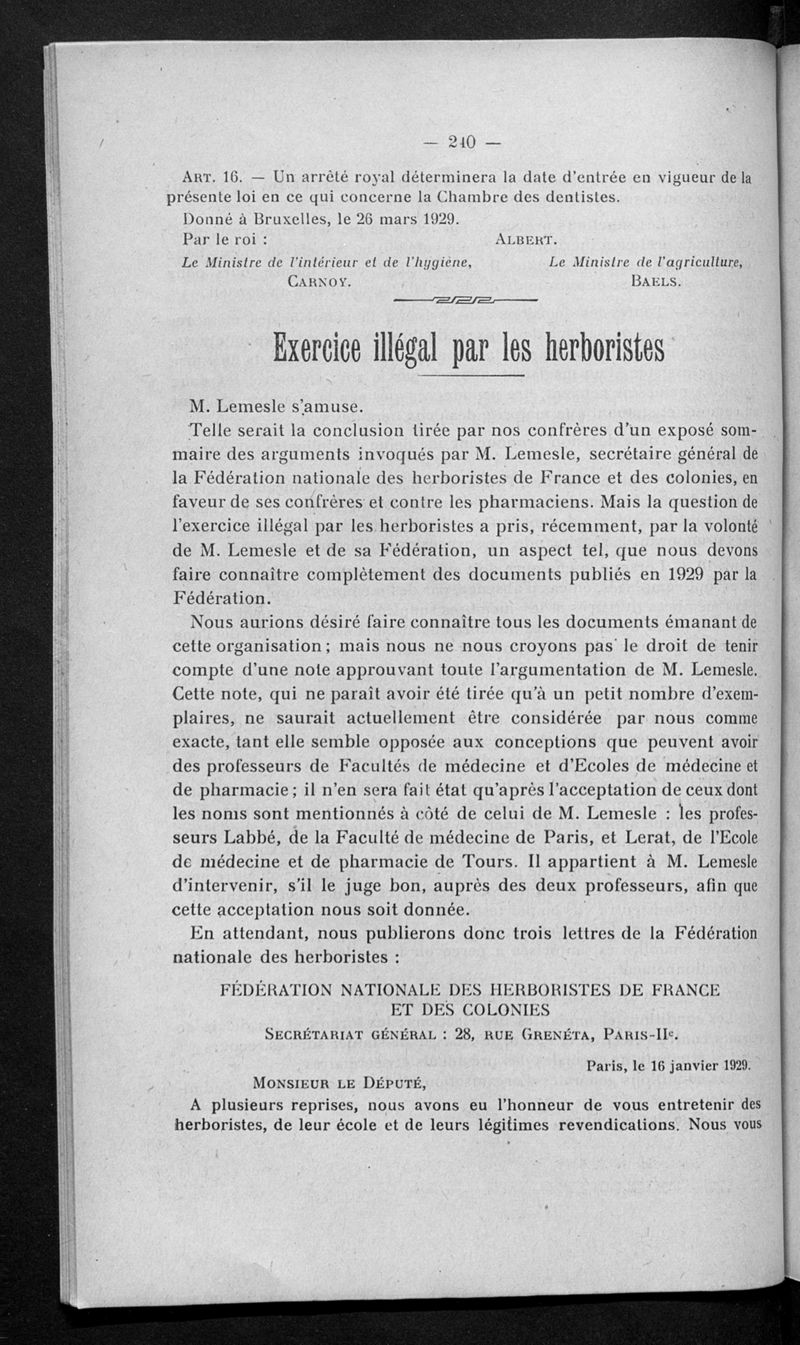 — 240 —
ART. 16. — Un arrêté royal déterminera la date d'entrée en vigueur de la
présente loi en ce qui concerne la Chambre des dentistes.
Donné à Bruxelles, le 26 mars 1929.
Par le roi : ALBERT.
Le Ministre de l'intérieur et de l'hygiène, Le Ministre de l'agriculture,
CARNOY. BAELS.
Exercice illégal par les herboristes
M. Lemesle s'amuse.
Telle serait la conclusion tirée par nos confrères d'un exposé som-
maire des arguments invoqués par M. Lemesle, secrétaire général de
la Fédération nationale des herboristes de France et des colonies, en
faveur de ses confrères et contre les pharmaciens. Mais la question de
l'exercice illégal par les herboristes a pris, récemment, par la volonté
de M. Lemesle et de sa Fédération, un aspect tel, que nous devons
faire connaître complètement des documents publiés en 1929 par la
Fédération.
Nous aurions désiré faire connaître tous les documents émanant de
cette organisation ; mais nous ne nous croyons pas le droit de tenir
compte d'une note approuvant toute l'argumentation de M. Lemesle.
Cette note, qui ne paraît avoir été tirée qu'à un petit nombre d'exem-
plaires, ne saurait actuellement être considérée par nous comme
exacte, tant elle semble opposée aux conceptions que peuvent avoir
des professeurs de Facultés de médecine et d'Ecoles de médecine et
de pharmacie ; il n'en sera fait état qu'après l'acceptation de ceux dont
les noms sont mentionnés à côté de celui de M. Lemesle : les profes-
seurs Labbé, de la Faculté de médecine de Paris, et Lerat, de l'Ecole
de médecine et de pharmacie de Tours. Il appartient à M. Lemesle
d'intervenir, s'il le juge bon, auprès des deux professeurs, afin que
cette acceptation nous soit donnée.
En attendant, nous publierons donc trois lettres de la Fédération
nationale des herboristes :
FÉDÉRATION NATIONALE DES HERBORISTES DE FRANCE
ET DES COLONIES
SECRÉTARIAT GÉNÉRAL : 28, RUE GRENÉTA, PARIS-IIe.
Paris, le 16 janvier 1929.
MONSIEUR LE DÉPUTÉ,
A plusieurs reprises, nous avons eu l'honneur de vous entretenir des
herboristes, de leur école et de leurs légitimes revendications. Nous vous